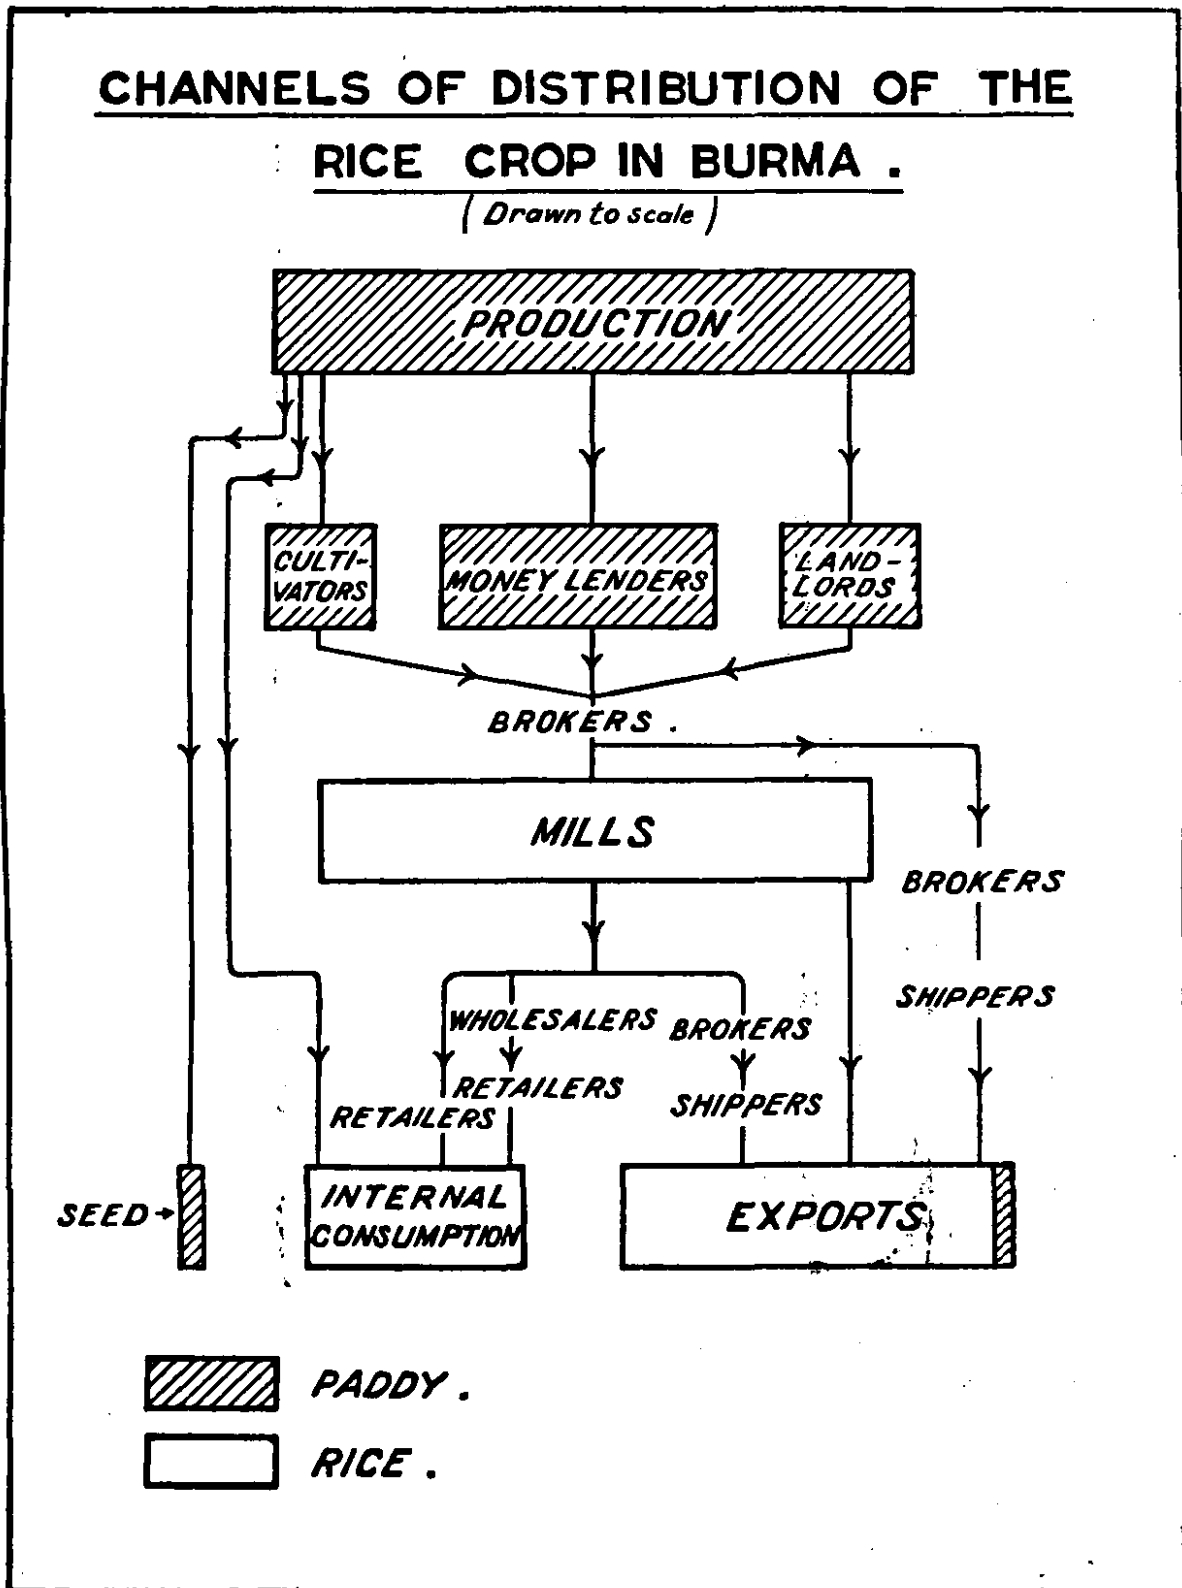 CHANNELS OF DISTRIBUTION OF THE
RICE CROP IN BURMA .
( Drawn to scale )
PRODUCTION
CULTI-
VATORS
MONEY LENDERS
LAND-
LORDS
BROKERS .
MILLS
BROKERS
SHIPPERS
WHOLESALERS
BROKERS
RETAILERS
SHIPPERS
RETAILERS
SEED→
INTERNAL
CONSUMPTION
EXPORTS
PADDY .
RICE .